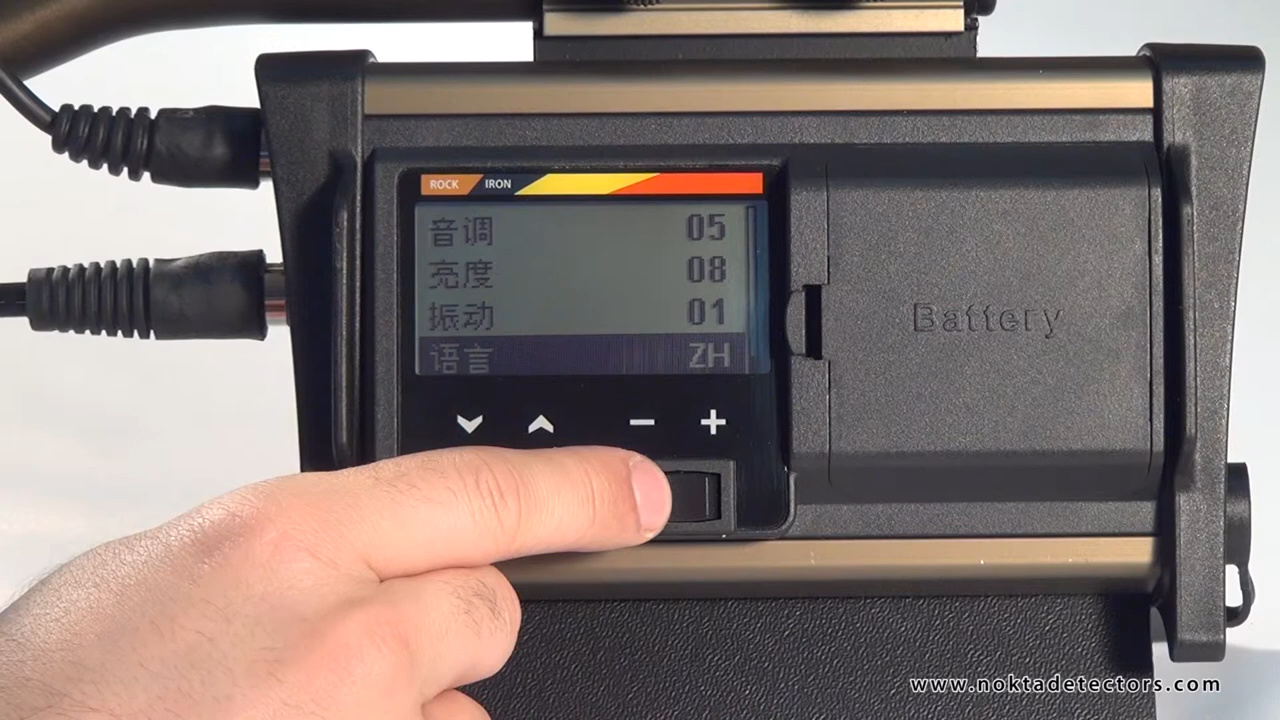 ROCK IRON
音调 05
亮度 08
振动 01
语言 ZH
Battery
www.noktadetectors.com